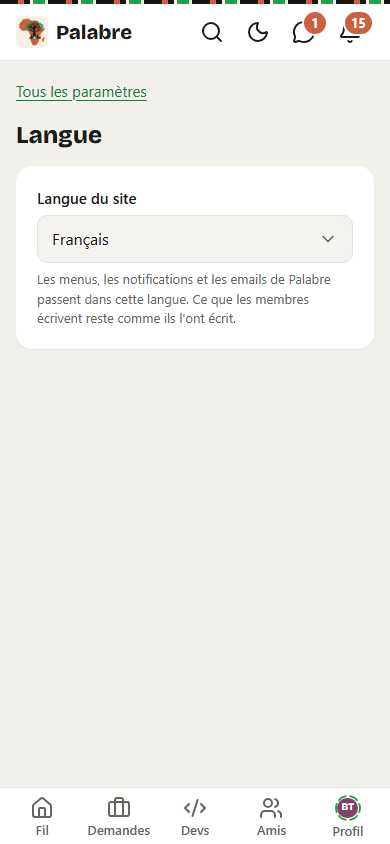 Palabre
1
15
Tous les paramètres
Langue
Langue du site
Français
Les menus, les notifications et les emails de Palabre
passent dans cette langue. Ce que les membres
écrivent reste comme ils l'ont écrit.
BT
Fil
Demandes
Devs
Amis
Profil